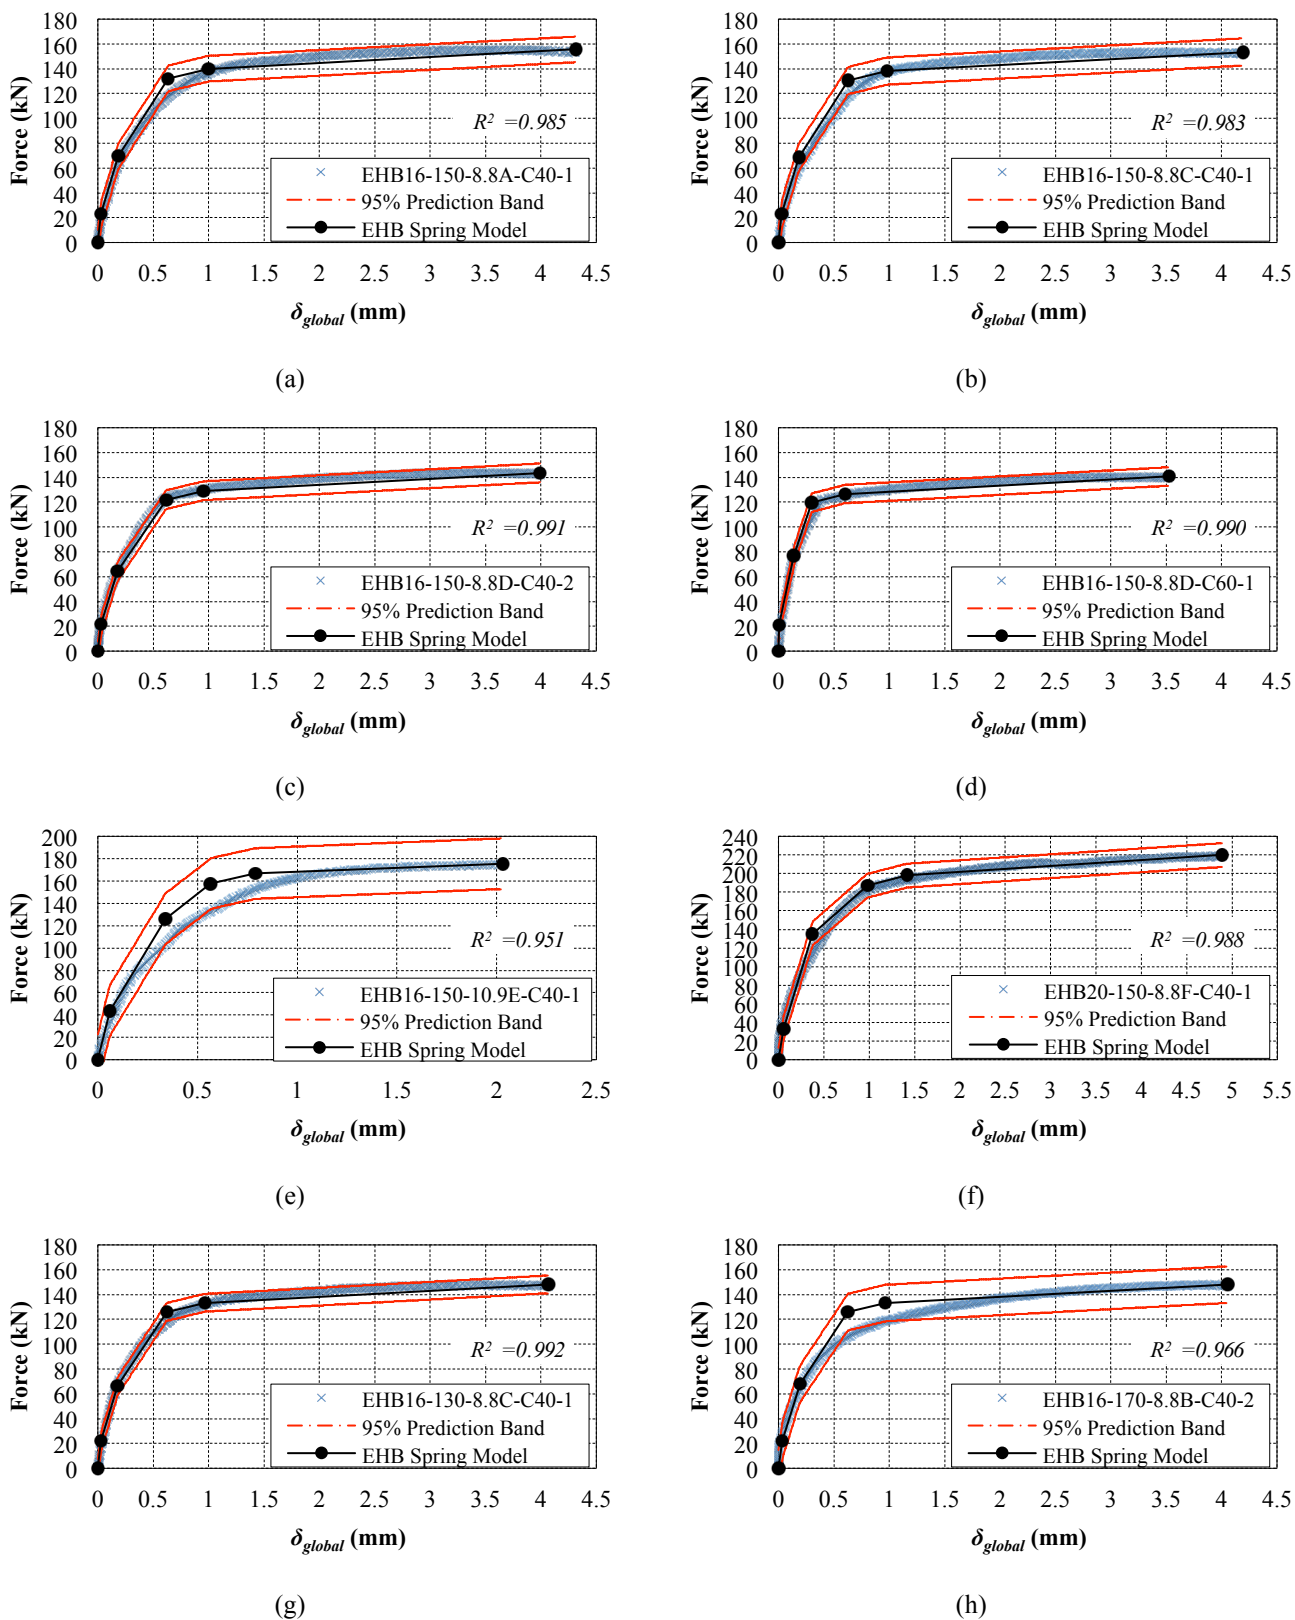 180
160
140
120
100
80
60
40
20
0
Force (kN)
R² =0.985
EHB16-150-8.8A-C40-1
95% Prediction Band
EHB Spring Model
0 0.5 1 1.5 2 2.5 3 3.5 4 4.5
δglobal (mm)
(a)
180
160
140
120
100
80
60
40
20
0
Force (kN)
R² =0.983
EHB16-150-8.8C-C40-1
95% Prediction Band
EHB Spring Model
0 0.5 1 1.5 2 2.5 3 3.5 4 4.5
δglobal (mm)
(b)
180
160
140
120
100
80
60
40
20
0
Force (kN)
R² =0.991
EHB16-150-8.8D-C40-2
95% Prediction Band
EHB Spring Model
0 0.5 1 1.5 2 2.5 3 3.5 4 4.5
δglobal (mm)
(c)
180
160
140
120
100
80
60
40
20
0
Force (kN)
R² =0.990
EHB16-150-8.8D-C60-1
95% Prediction Band
EHB Spring Model
0 0.5 1 1.5 2 2.5 3 3.5 4 4.5
δglobal (mm)
(d)
200
180
160
140
120
100
80
60
40
20
0
Force (kN)
R² =0.951
EHB16-150-10.9E-C40-1
95% Prediction Band
EHB Spring Model
0 0.5 1 1.5 2 2.5
δglobal (mm)
(e)
240
220
200
180
160
140
120
100
80
60
40
20
0
Force (kN)
R² =0.988
EHB20-150-8.8F-C40-1
95% Prediction Band
EHB Spring Model
0 0.5 1 1.5 2 2.5 3 3.5 4 4.5 5 5.5
δglobal (mm)
(f)
180
160
140
120
100
80
60
40
20
0
Force (kN)
R² =0.992
EHB16-130-8.8C-C40-1
95% Prediction Band
EHB Spring Model
0 0.5 1 1.5 2 2.5 3 3.5 4 4.5
δglobal (mm)
(g)
180
160
140
120
100
80
60
40
20
0
Force (kN)
R² =0.966
EHB16-170-8.8B-C40-2
95% Prediction Band
EHB Spring Model
0 0.5 1 1.5 2 2.5 3 3.5 4 4.5
δglobal (mm)
(h)